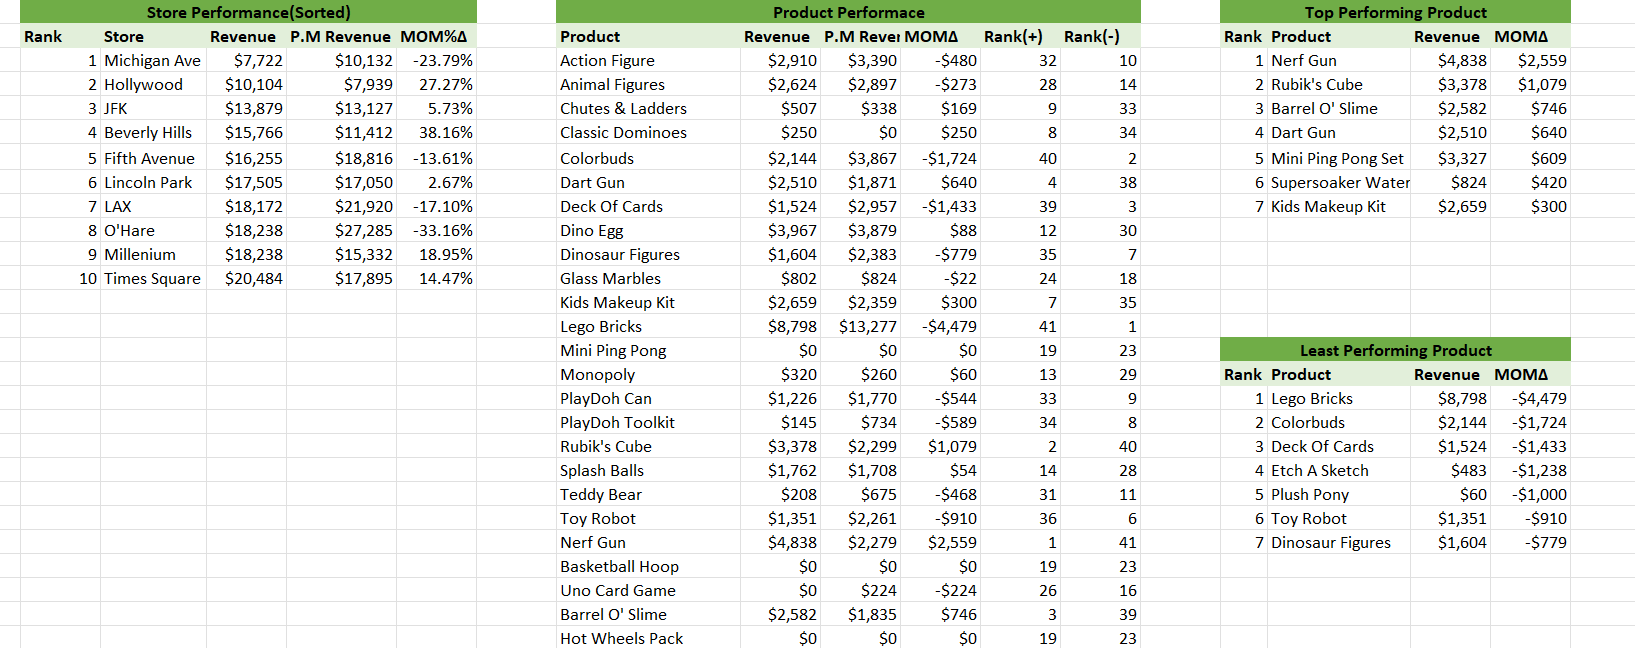 Store Performance(Sorted)
Rank Store Revenue P.M Revenue MOM%Δ
1 Michigan Ave $7,722 $10,132 -23.79%
2 Hollywood $10,104 $7,939 27.27%
3 JFK $13,879 $13,127 5.73%
4 Beverly Hills $15,766 $11,412 38.16%
5 Fifth Avenue $16,255 $18,816 -13.61%
6 Lincoln Park $17,505 $17,050 2.67%
7 LAX $18,172 $21,920 -17.10%
8 O'Hare $18,238 $27,285 -33.16%
9 Millenium $18,238 $15,332 18.95%
10 Times Square $20,484 $17,895 14.47%
Product Performace
Product Revenue P.M Rever MOMΔ Rank(+) Rank(-)
Action Figure $2,910 $3,390 -$480 32 10
Animal Figures $2,624 $2,897 -$273 28 14
Chutes & Ladders $507 $338 $169 9 33
Classic Dominoes $250 $0 $250 8 34
Colorbuds $2,144 $3,867 -$1,724 40 2
Dart Gun $2,510 $1,871 $640 4 38
Deck Of Cards $1,524 $2,957 -$1,433 39 3
Dino Egg $3,967 $3,879 $88 12 30
Dinosaur Figures $1,604 $2,383 -$779 35 7
Glass Marbles $802 $824 -$22 24 18
Kids Makeup Kit $2,659 $2,359 $300 7 35
Lego Bricks $8,798 $13,277 -$4,479 41 1
Mini Ping Pong $0 $0 $0 19 23
Monopoly $320 $260 $60 13 29
PlayDoh Can $1,226 $1,770 -$544 33 9
PlayDoh Toolkit $145 $734 -$589 34 8
Rubik's Cube $3,378 $2,299 $1,079 2 40
Splash Balls $1,762 $1,708 $54 14 28
Teddy Bear $208 $675 -$468 31 11
Toy Robot $1,351 $2,261 -$910 36 6
Nerf Gun $4,838 $2,279 $2,559 1 41
Basketball Hoop $0 $0 $0 19 23
Uno Card Game $0 $224 -$224 26 16
Barrel O' Slime $2,582 $1,835 $746 3 39
Hot Wheels Pack $0 $0 $0 19 23
Top Performing Product
Rank Product Revenue MOMΔ
1 Nerf Gun $4,838 $2,559
2 Rubik's Cube $3,378 $1,079
3 Barrel O' Slime $2,582 $746
4 Dart Gun $2,510 $640
5 Mini Ping Pong Set $3,327 $609
6 Supersoaker Water $824 $420
7 Kids Makeup Kit $2,659 $300
Least Performing Product
Rank Product Revenue MOMΔ
1 Lego Bricks $8,798 -$4,479
2 Colorbuds $2,144 -$1,724
3 Deck Of Cards $1,524 -$1,433
4 Etch A Sketch $483 -$1,238
5 Plush Pony $60 -$1,000
6 Toy Robot $1,351 -$910
7 Dinosaur Figures $1,604 -$779